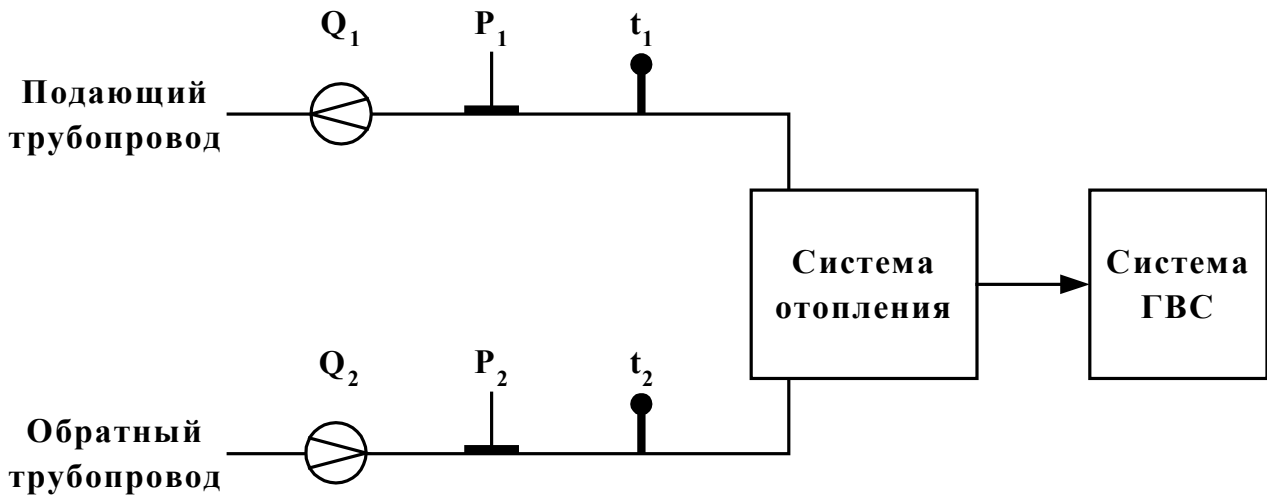 Q₁ P₁ t₁
Подающий
трубопровод
Система
отопления
Система
ГВС
Q₂ P₂ t₂
Обратный
трубопровод